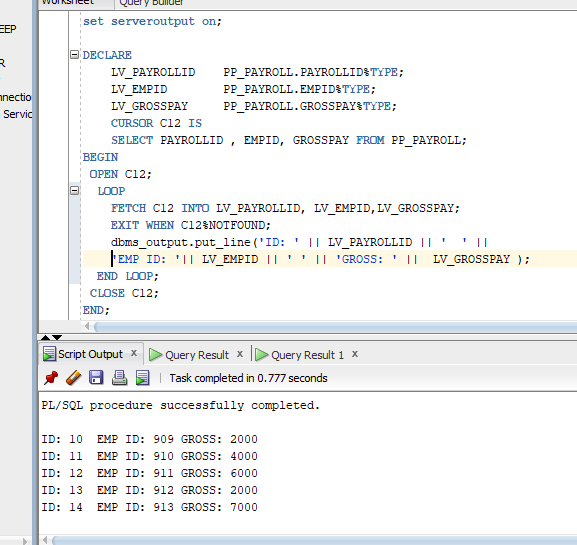 Worksheet Query Builder
EEP
R
nnectio
Servic
set serveroutput on;
DECLARE
LV_PAYROLLID PP_PAYROLL.PAYROLLID%TYPE;
LV_EMPID PP_PAYROLL.EMPID%TYPE;
LV_GROSSPAY PP_PAYROLL.GROSSPAY%TYPE;
CURSOR C12 IS
SELECT PAYROLLID , EMPID, GROSSPAY FROM PP_PAYROLL;
BEGIN
OPEN C12;
LOOP
FETCH C12 INTO LV_PAYROLLID, LV_EMPID,LV_GROSSPAY;
EXIT WHEN C12%NOTFOUND;
dbms_output.put_line('ID: ' || LV_PAYROLLID || '  ' ||
'EMP ID: '|| LV_EMPID || ' ' || 'GROSS: ' ||  LV_GROSSPAY );
END LOOP;
CLOSE C12;
END;
Script Output x Query Result x Query Result 1 x
Task completed in 0.777 seconds
PL/SQL procedure successfully completed.
ID: 10  EMP ID: 909 GROSS: 2000
ID: 11  EMP ID: 910 GROSS: 4000
ID: 12  EMP ID: 911 GROSS: 6000
ID: 13  EMP ID: 912 GROSS: 2000
ID: 14  EMP ID: 913 GROSS: 7000